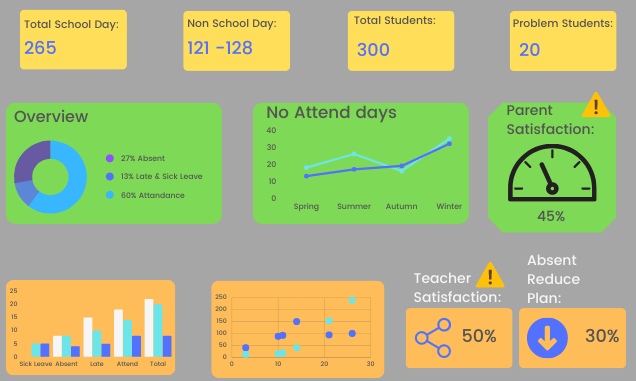 Total School Day:
265
Non School Day:
121 -128
Total Students:
300
Problem Students:
20
Overview
27% Absent
13% Late & Sick Leave
60% Attandance
No Attend days
40
30
20
10
0
Spring Summer Autumn Winter
Parent
Satisfaction:
45%
25
20
15
10
5
0
Sick Leave Absent Late Attend Total
250
200
150
100
50
0
0 10 20 30
Teacher
Satisfaction:
50%
Absent
Reduce
Plan:
30%